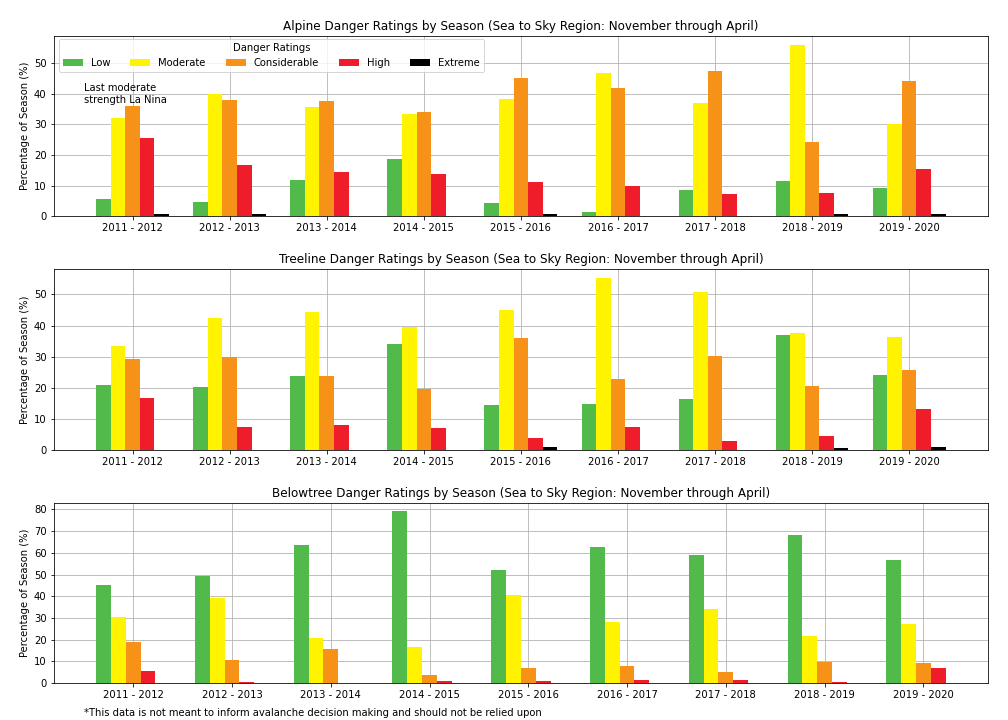 Alpine Danger Ratings by Season (Sea to Sky Region: November through April)
Danger Ratings
Low Moderate Considerable High Extreme
Last moderate
strength La Nina
Percentage of Season (%)
50
40
30
20
10
0
2011 - 2012 2012 - 2013 2013 - 2014 2014 - 2015 2015 - 2016 2016 - 2017 2017 - 2018 2018 - 2019 2019 - 2020
Treeline Danger Ratings by Season (Sea to Sky Region: November through April)
Percentage of Season (%)
50
40
30
20
10
0
2011 - 2012 2012 - 2013 2013 - 2014 2014 - 2015 2015 - 2016 2016 - 2017 2017 - 2018 2018 - 2019 2019 - 2020
Belowtree Danger Ratings by Season (Sea to Sky Region: November through April)
Percentage of Season (%)
80
70
60
50
40
30
20
10
0
2011 - 2012 2012 - 2013 2013 - 2014 2014 - 2015 2015 - 2016 2016 - 2017 2017 - 2018 2018 - 2019 2019 - 2020
*This data is not meant to inform avalanche decision making and should not be relied upon